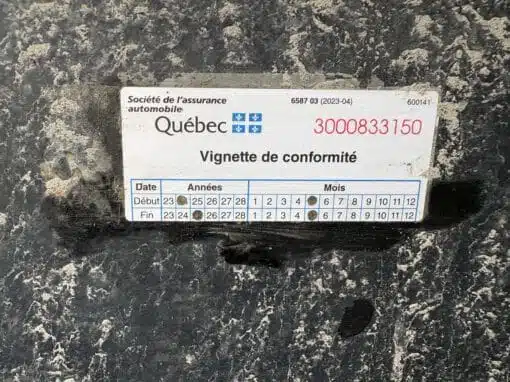 Société de l'assurance automobile
6587 03 (2023-04)
600141
Québec
3000833150
Vignette de conformité
Date Années Mois
Début 23 25 26 27 28 1 2 3 4 6 7 8 9 10 11 12
Fin 23 24 26 27 28 1 2 3 4 6 7 8 9 10 11 12